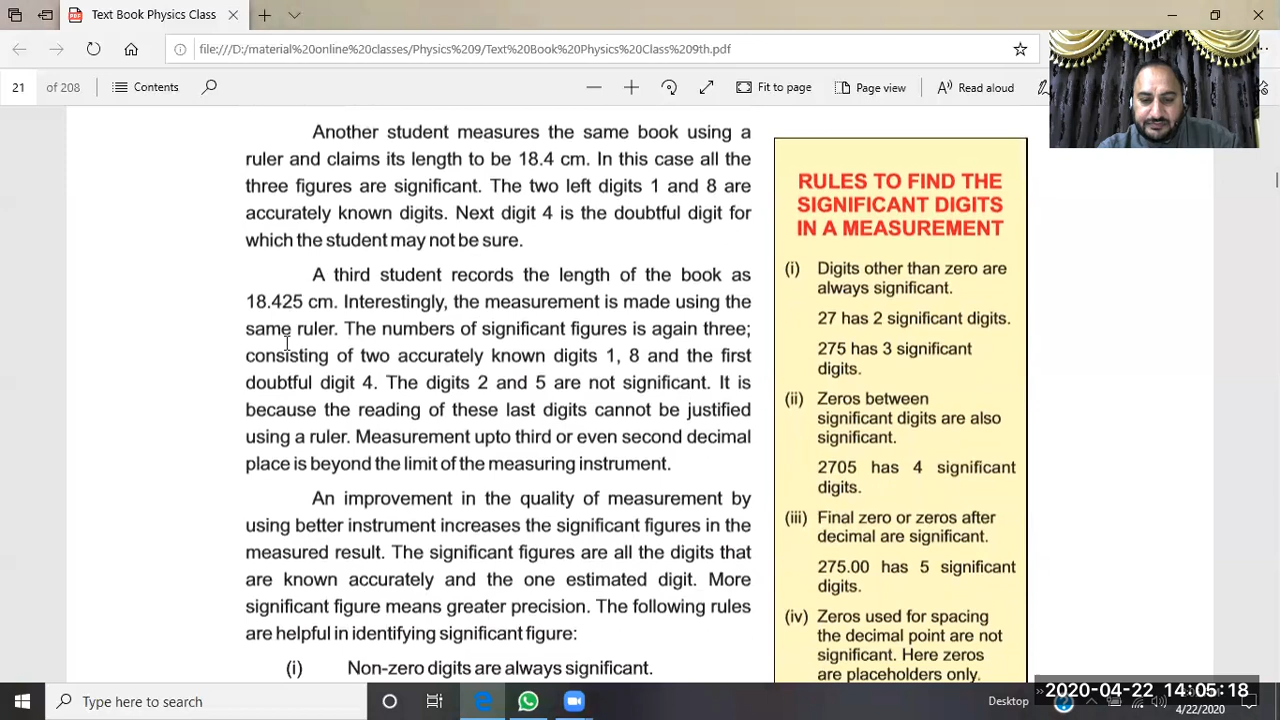 Text Book Physics Class
file:///D:/material%20online%20classes/Physics%209/Text%20Book%20Physics%20Class%209th.pdf
21 of 208
Contents
Fit to page
Page view
Read aloud
Another student measures the same book using a
ruler and claims its length to be 18.4 cm. In this case all the
three figures are significant. The two left digits 1 and 8 are
accurately known digits. Next digit 4 is the doubtful digit for
which the student may not be sure.
A third student records the length of the book as
18.425 cm. Interestingly, the measurement is made using the
same ruler. The numbers of significant figures is again three;
consisting of two accurately known digits 1, 8 and the first
doubtful digit 4. The digits 2 and 5 are not significant. It is
because the reading of these last digits cannot be justified
using a ruler. Measurement upto third or even second decimal
place is beyond the limit of the measuring instrument.
An improvement in the quality of measurement by
using better instrument increases the significant figures in the
measured result. The significant figures are all the digits that
are known accurately and the one estimated digit. More
significant figure means greater precision. The following rules
are helpful in identifying significant figure:
(i) Non-zero digits are always significant.
RULES TO FIND THE
SIGNIFICANT DIGITS
IN A MEASUREMENT
(i) Digits other than zero are
always significant.
27 has 2 significant digits.
275 has 3 significant
digits.
(ii) Zeros between
significant digits are also
significant.
2705 has 4 significant
digits.
(iii) Final zero or zeros after
decimal are significant.
275.00 has 5 significant
digits.
(iv) Zeros used for spacing
the decimal point are not
significant. Here zeros
are placeholders only.
Type here to search
Desktop
2020-04-22 14:05:18
4/22/2020